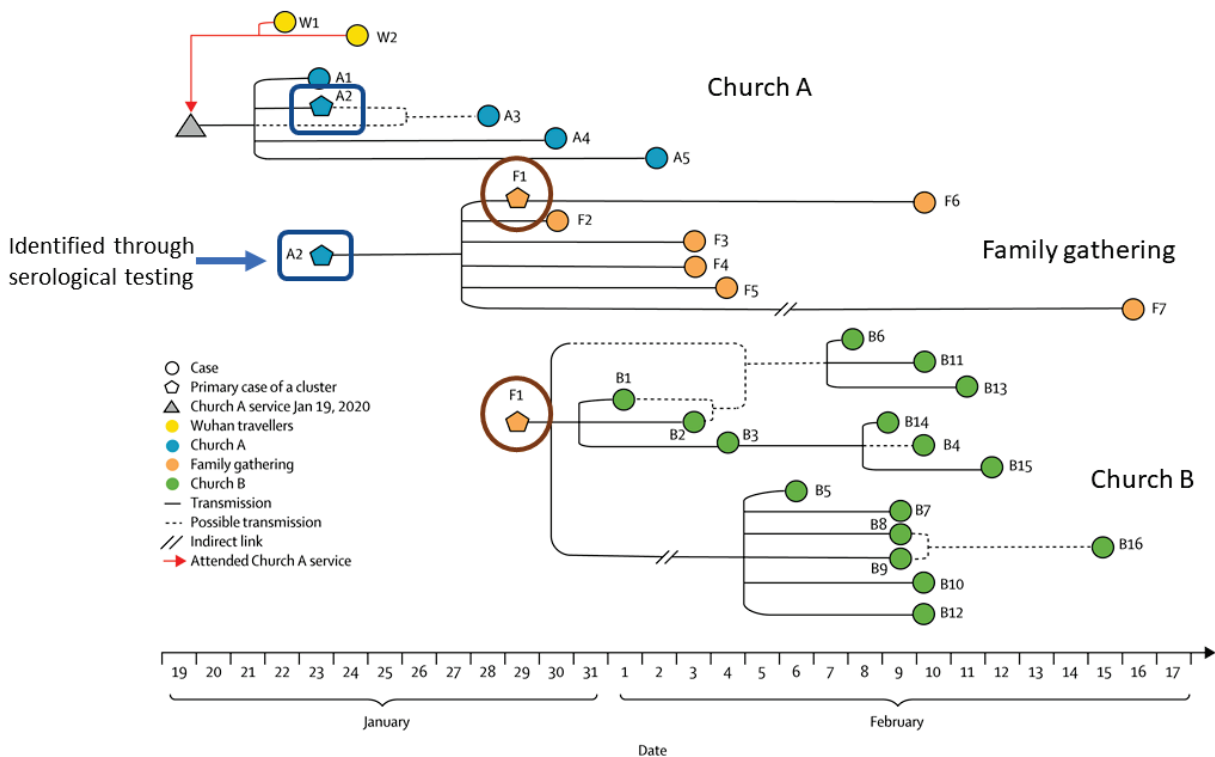 W1
W2
A1
A2
A3
A4
A5
Church A
F1
F6
F2
F3
F4
F5
F7
Family gathering
Identified through
serological testing
A2
Case
Primary case of a cluster
Church A service Jan 19, 2020
Wuhan travellers
Church A
Family gathering
Church B
Transmission
Possible transmission
Indirect link
Attended Church A service
F1
B1
B2
B3
B6
B11
B13
B14
B4
B15
Church B
B5
B7
B8
B9
B16
B10
B12
19 20 21 22 23 24 25 26 27 28 29 30 31 1 2 3 4 5 6 7 8 9 10 11 12 13 14 15 16 17
January February
Date